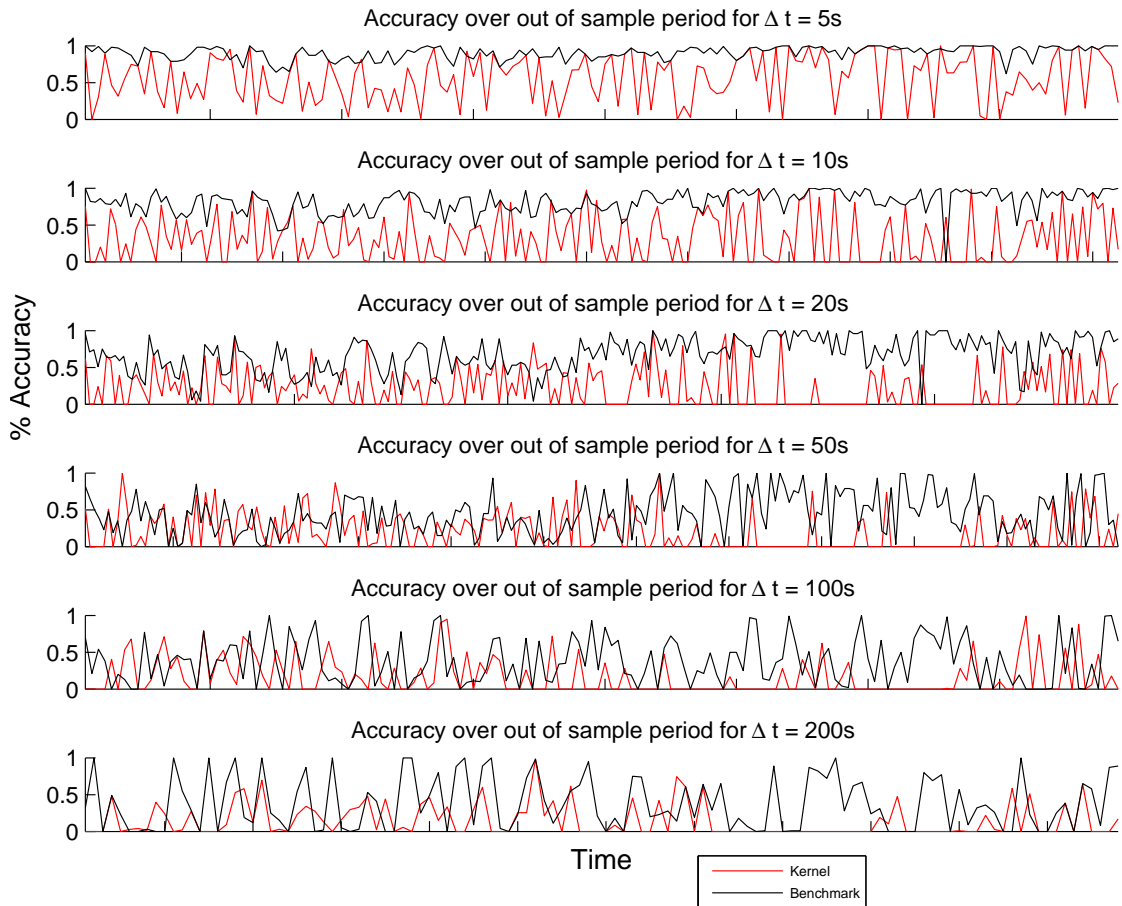 Accuracy over out of sample period for Δ t = 5s
1
0.5
0
Accuracy over out of sample period for Δ t = 10s
1
0.5
0
Accuracy over out of sample period for Δ t = 20s
1
0.5
0
% Accuracy
Accuracy over out of sample period for Δ t = 50s
1
0.5
0
Accuracy over out of sample period for Δ t = 100s
1
0.5
0
Accuracy over out of sample period for Δ t = 200s
1
0.5
0
Time
Kernel
Benchmark